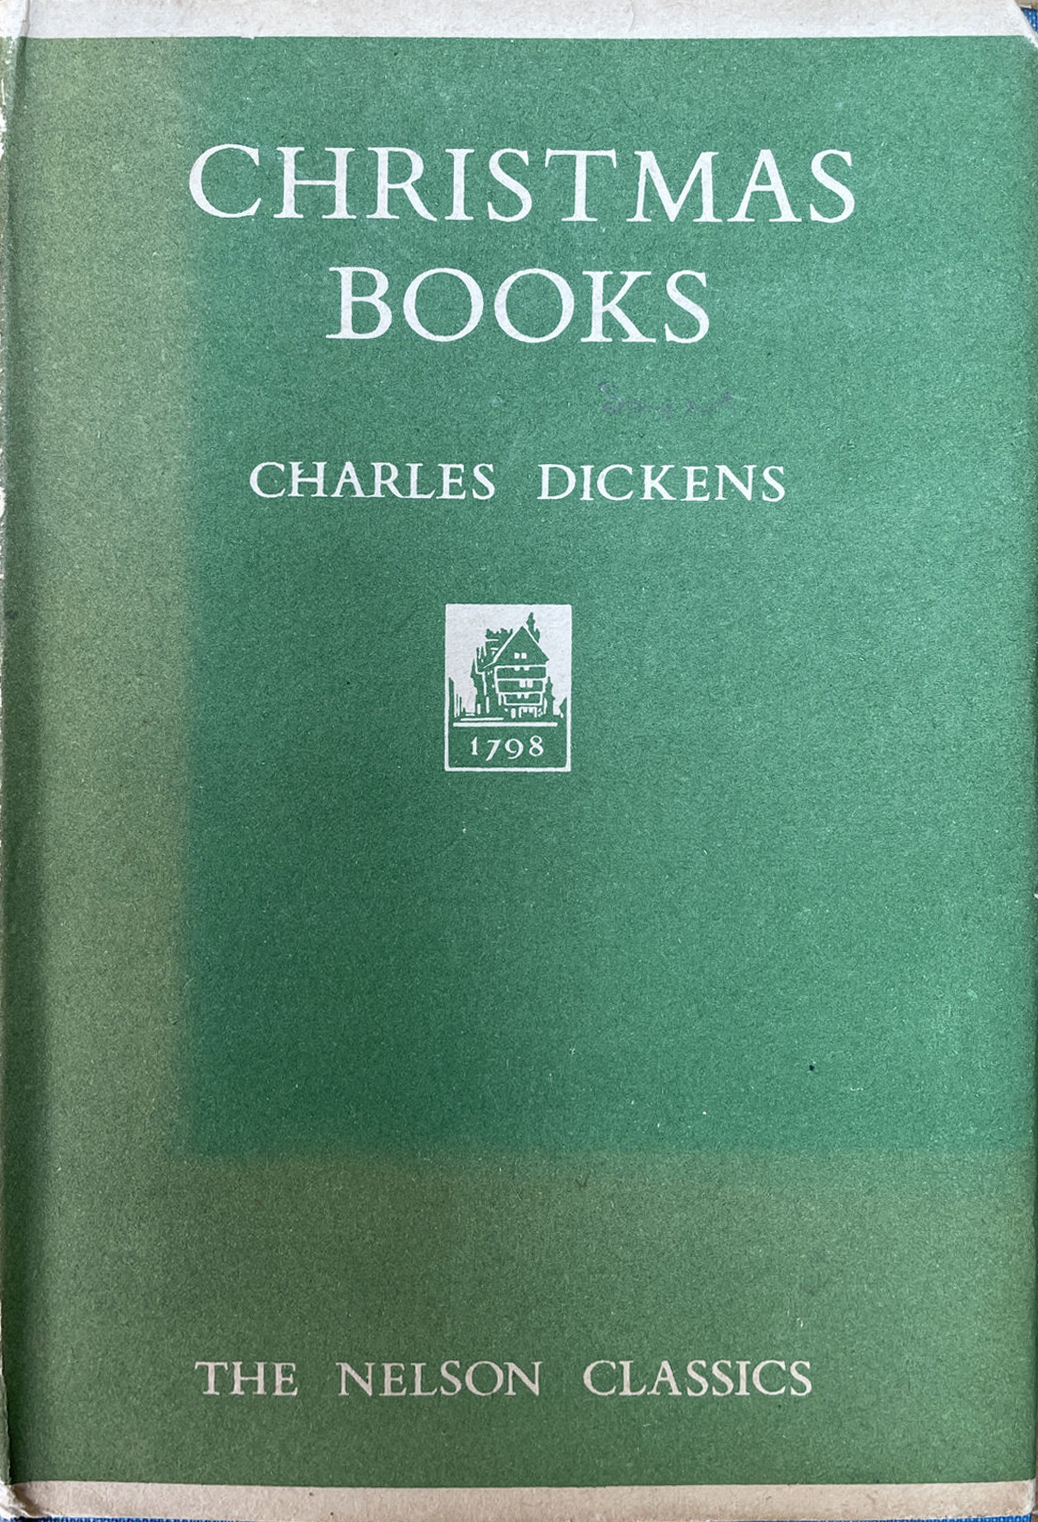 CHRISTMAS
BOOKS
CHARLES DICKENS
1798
THE NELSON CLASSICS